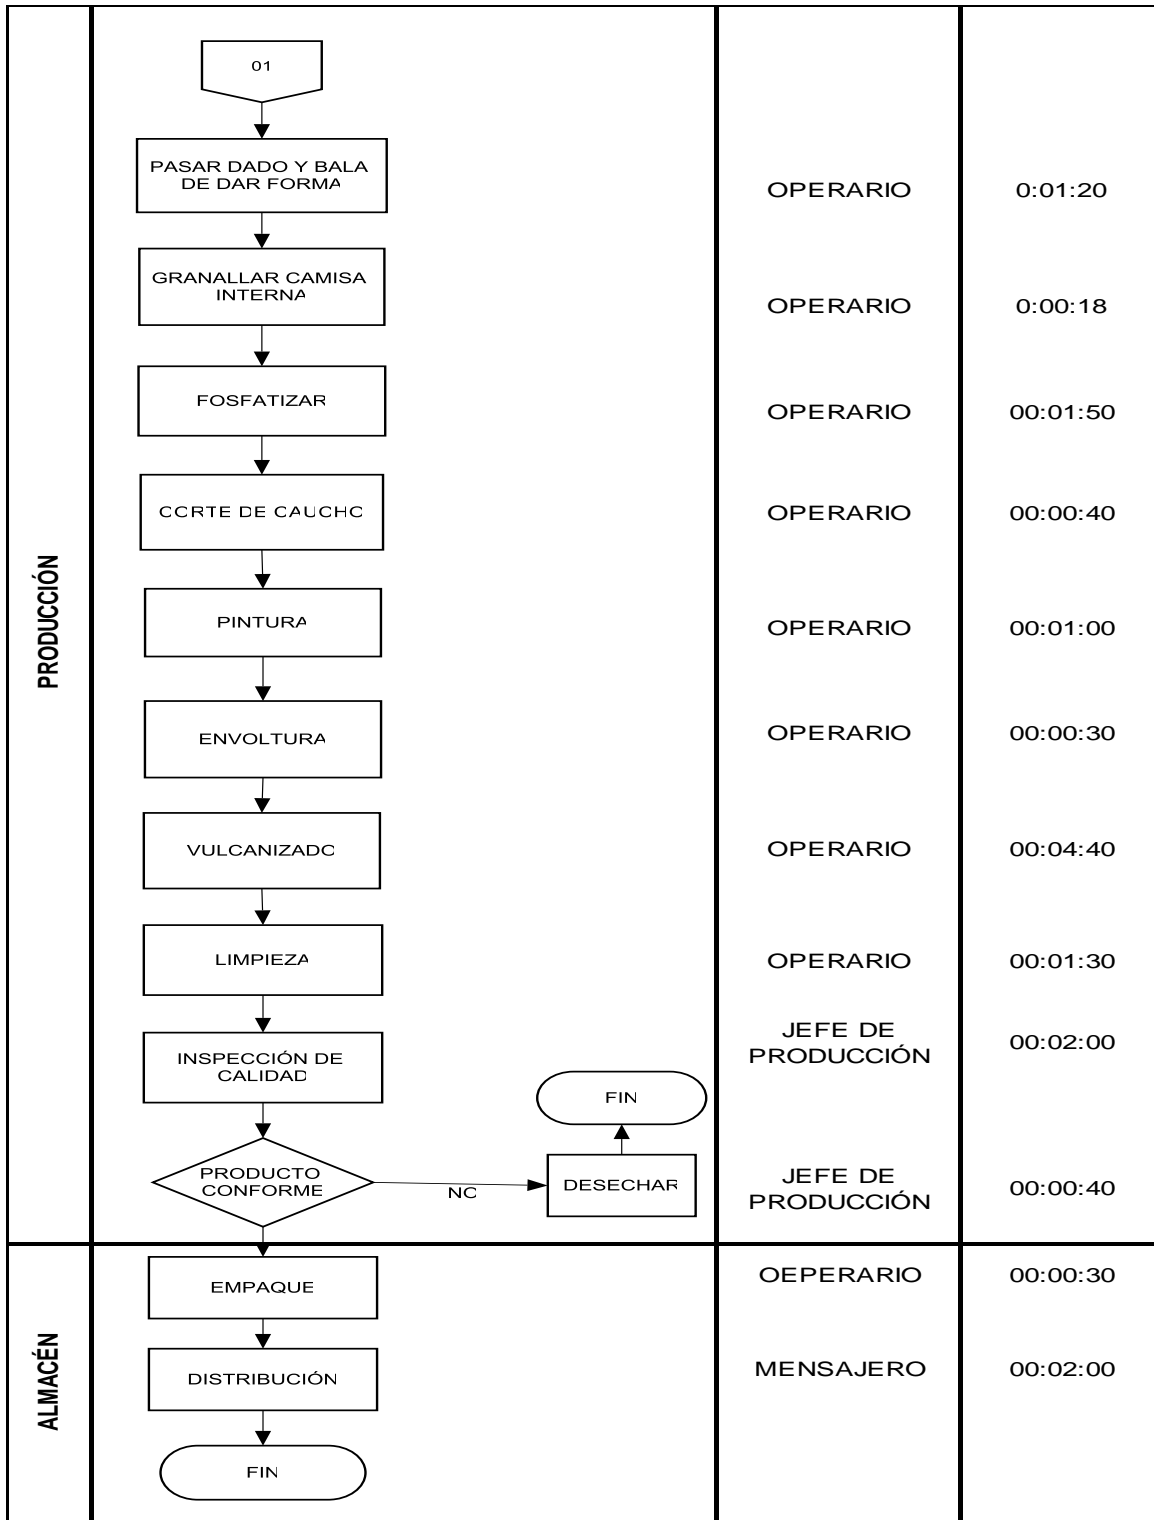 01
PASAR DADO Y BALA
DE DAR FORMA
OPERARIO
0:01:20
GRANALLAR CAMISA
INTERNA
OPERARIO
0:00:18
FOSFATIZAR
OPERARIO
00:01:50
CORTE DE CAUCHO
OPERARIO
00:00:40
PRODUCCIÓN
PINTURA
OPERARIO
00:01:00
ENVOLTURA
OPERARIO
00:00:30
VULCANIZADO
OPERARIO
00:04:40
LIMPIEZA
OPERARIO
00:01:30
INSPECCIÓN DE
CALIDAD
JEFE DE
PRODUCCIÓN
00:02:00
FIN
PRODUCTO
CONFORME
NO
DESECHAR
JEFE DE
PRODUCCIÓN
00:00:40
ALMACÉN
EMPAQUE
OEPERARIO
00:00:30
DISTRIBUCIÓN
MENSAJERO
00:02:00
FIN